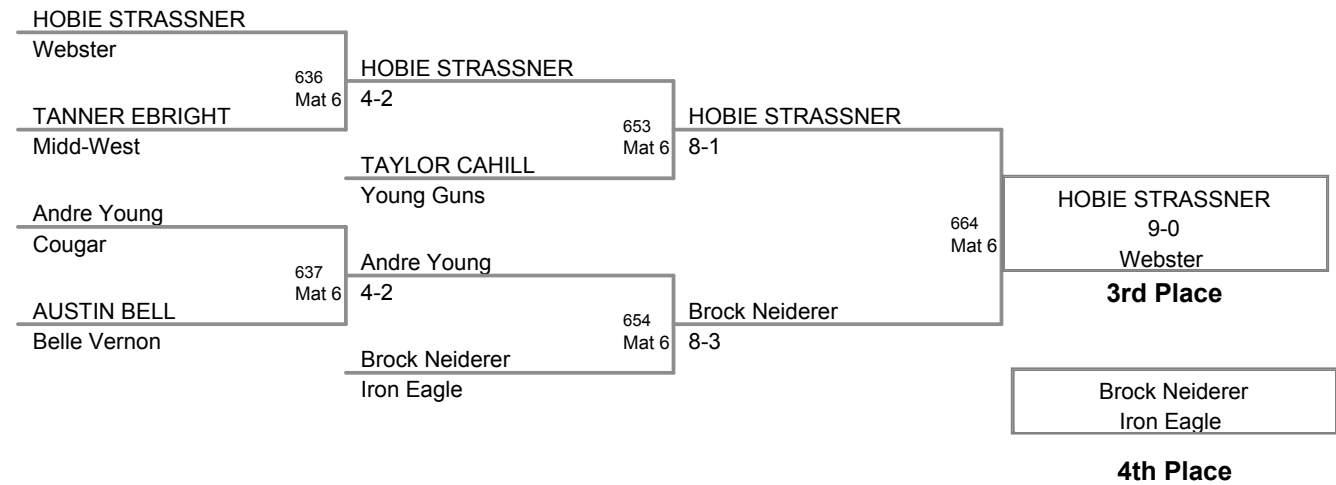 HOBIE STRASSNER
Webster
636
Mat 6
HOBIE STRASSNER
4-2
TANNER EBRIGHT
Midd-West
653
Mat 6
HOBIE STRASSNER
8-1
TAYLOR CAHILL
Young Guns
Andre Young
Cougar
637
Mat 6
Andre Young
4-2
AUSTIN BELL
Belle Vernon
654
Mat 6
Brock Neiderer
8-3
Brock Neiderer
Iron Eagle
664
Mat 6
HOBIE STRASSNER
9-0
Webster
3rd Place
Brock Neiderer
Iron Eagle
4th Place